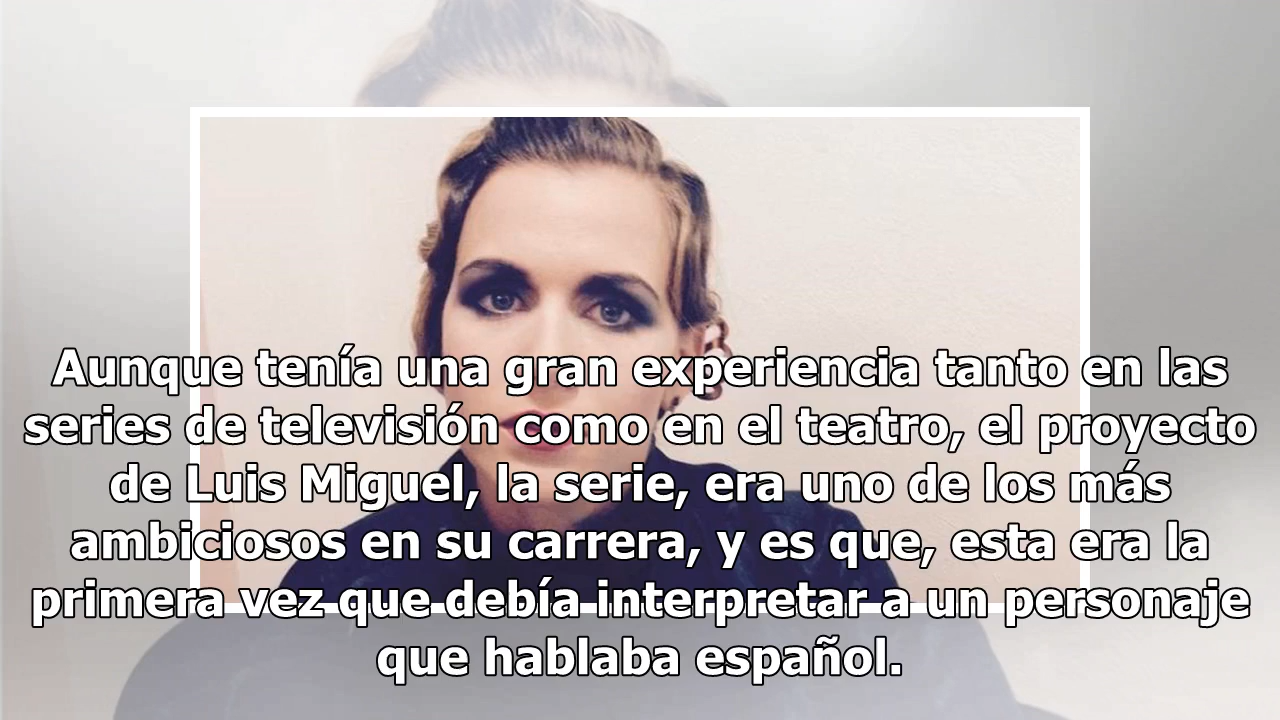 Aunque tenía una gran experiencia tanto en las
series de televisión como en el teatro, el proyecto
de Luis Miguel, la serie, era uno de los más
ambiciosos en su carrera, y es que, esta era la
primera vez que debía interpretar a un personaje
que hablaba español.